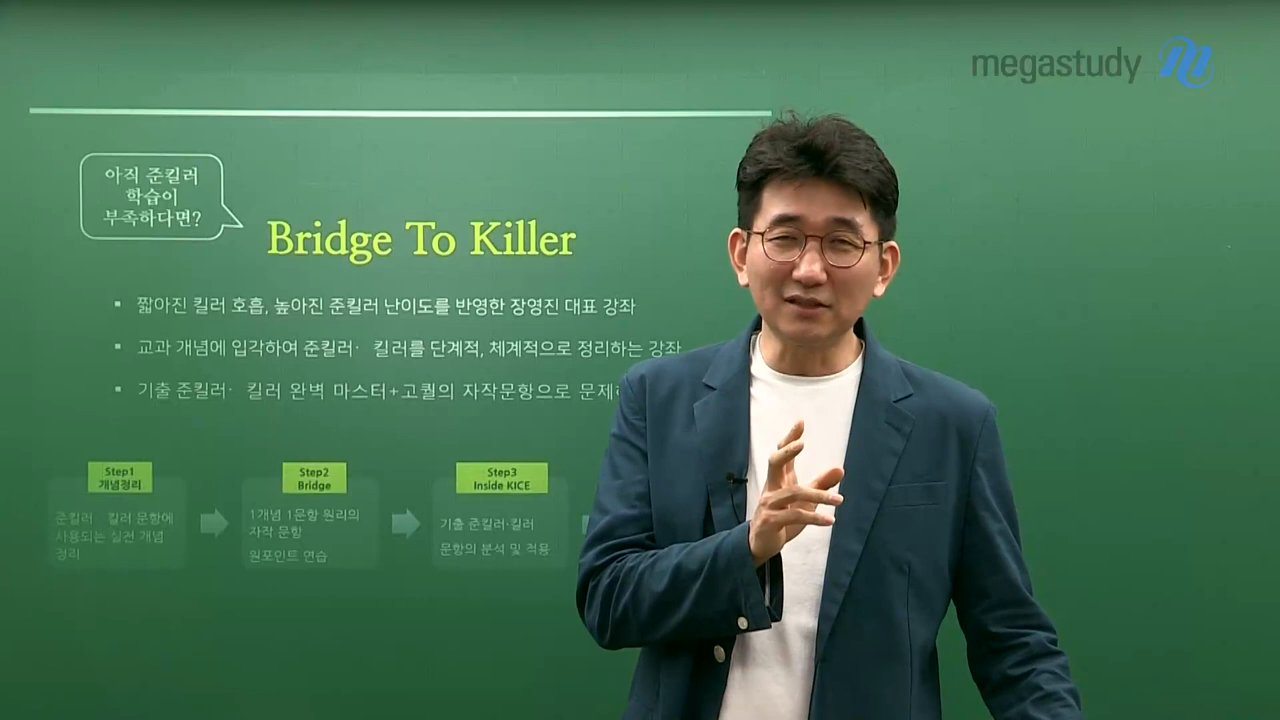 megastudy
아직 준킬러
학습이
부족하다면?
Bridge To Killer
▪ 짧아진 킬러 호흡, 높아진 준킬러 난이도를 반영한 장영진 대표 강좌
▪ 교과 개념에 입각하여 준킬러· 킬러를 단계적, 체계적으로 정리하는 강좌
▪ 기출 준킬러· 킬러 완벽 마스터+고퀄의 자작문항으로
Step1
개념정리
준킬러 킬러 문항에
사용되는 실전 개념
정리
Step2
Bridge
1개념 1문항 원리의
자작 문항
원포인트 연습
Step3
Inside KICE
기출 준킬러·킬러
문항의 분석 및 적용